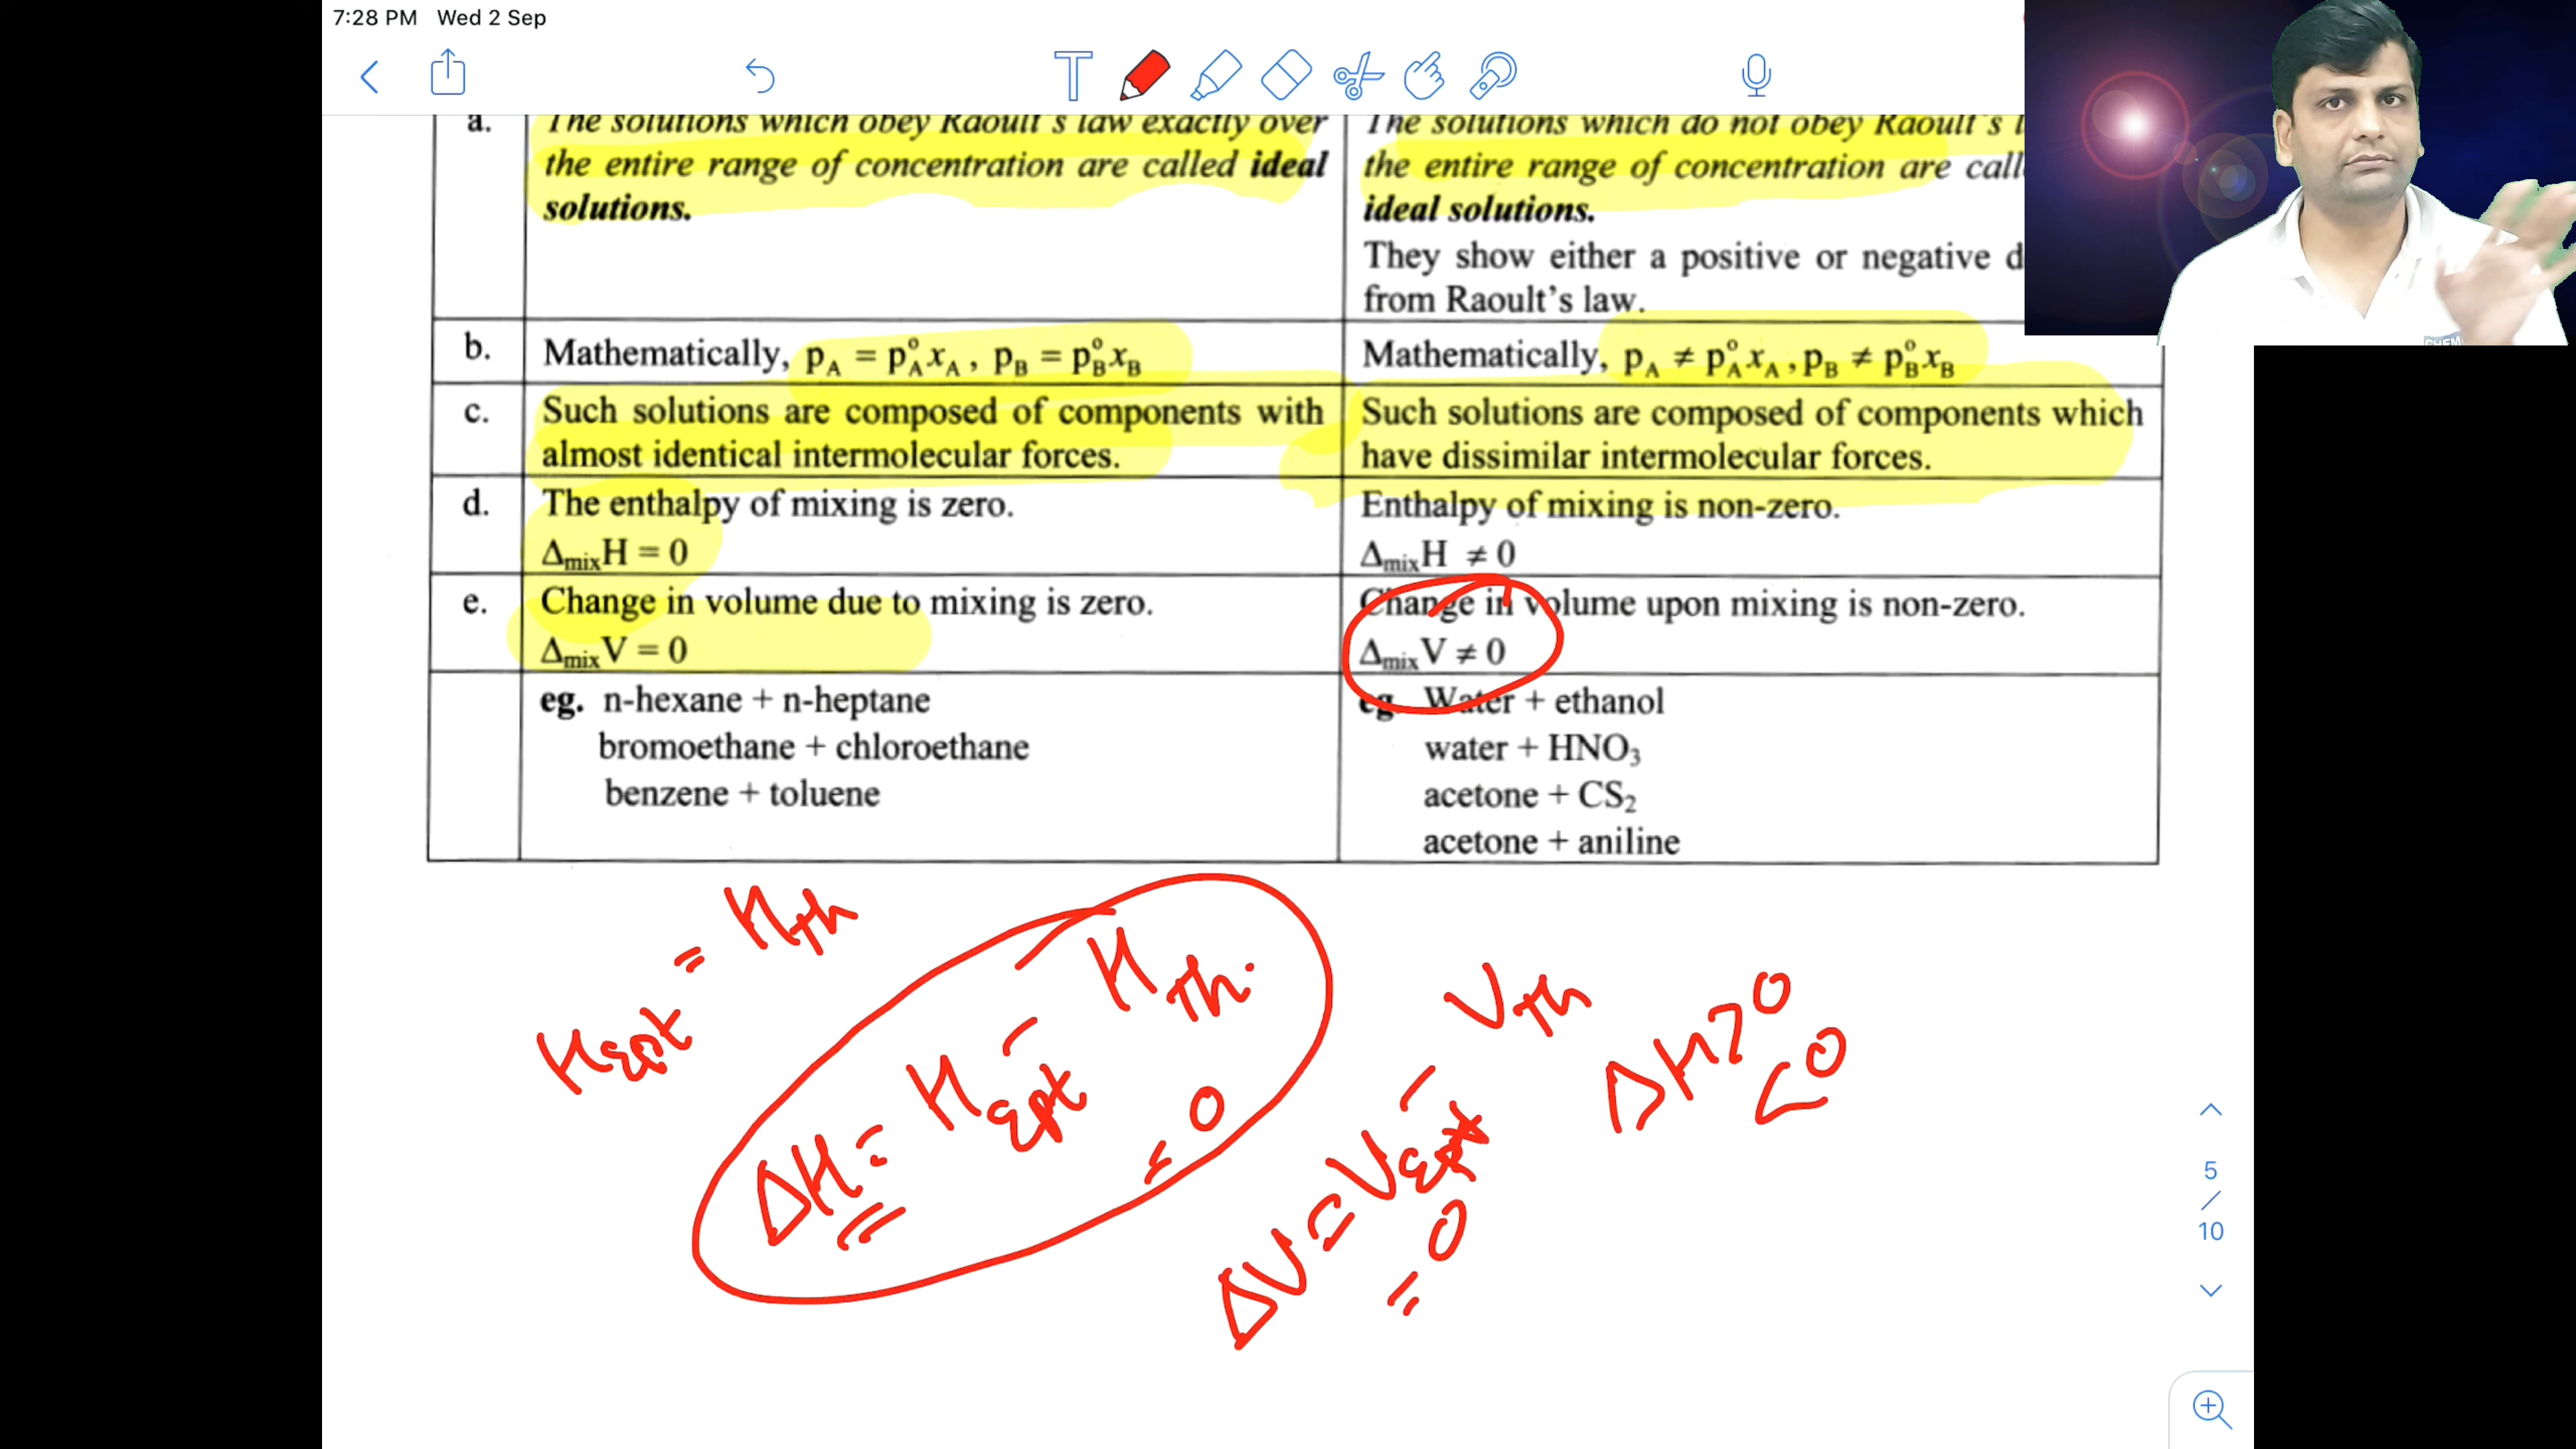 7:28 PM Wed 2 Sep
a.
The solutions which obey Raoult's law exactly over
the entire range of concentration are called ideal
solutions.
The solutions which do not obey Raoult's
the entire range of concentration are call
ideal solutions.
They show either a positive or negative d
from Raoult's law.
b.
Mathematically, pA = p°A xA , pB = p°B xB
Mathematically, pA ≠ p°A xA , pB ≠ p°B xB
c.
Such solutions are composed of components with
almost identical intermolecular forces.
Such solutions are composed of components which
have dissimilar intermolecular forces.
d.
The enthalpy of mixing is zero.
ΔmixH = 0
Enthalpy of mixing is non-zero.
ΔmixH ≠ 0
e.
Change in volume due to mixing is zero.
ΔmixV = 0
Change in volume upon mixing is non-zero.
ΔmixV ≠ 0
eg. n-hexane + n-heptane
bromoethane + chloroethane
benzene + toluene
eg. Water + ethanol
water + HNO3
acetone + CS2
acetone + aniline
HExpt = HTh
ΔH = HExpt - HTh.
= 0
ΔV = VExpt - VTh
= 0
ΔH > 0
< 0
5
/
10
CHEM